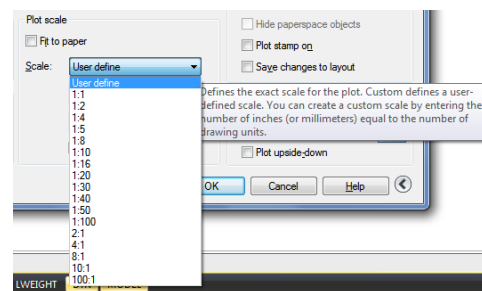 Plot scale
Fit to paper
Scale:
User define
User define
1:1
1:2
1:4
1:5
1:8
1:10
1:16
1:20
1:30
1:40
1:50
1:100
2:1
4:1
8:1
10:1
100:1
Hide paperspace objects
Plot stamp on
Save changes to layout
Defines the exact scale for the plot. Custom defines a user-
defined scale. You can create a custom scale by entering the
number of inches (or millimeters) equal to the number of
drawing units.
Plot upside-down
OK
Cancel
Help
LWEIGHT
MODEL